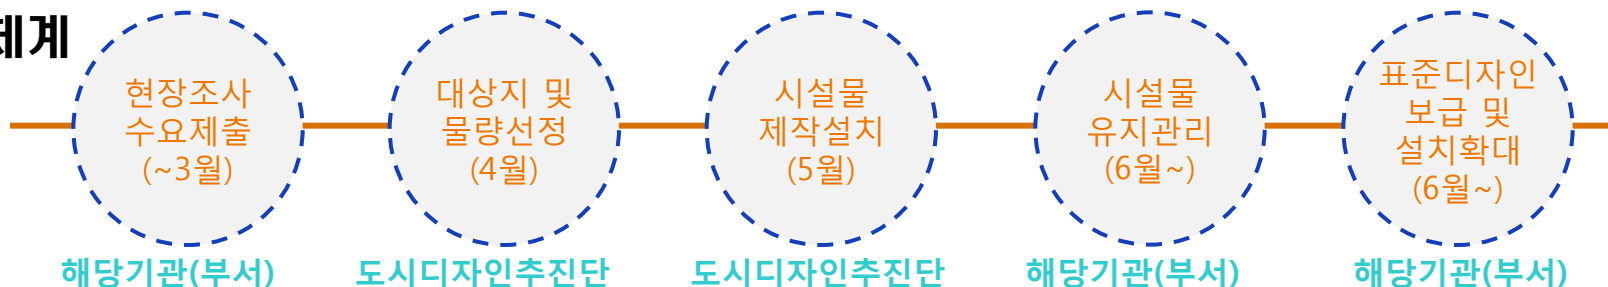 체계
현장조사
수요제출
(~3월)
대상지 및
물량선정
(4월)
시설물
제작설치
(5월)
시설물
유지관리
(6월~)
표준디자인
보급 및
설치확대
(6월~)
해당기관(부서)
도시디자인추진단
도시디자인추진단
해당기관(부서)
해당기관(부서)